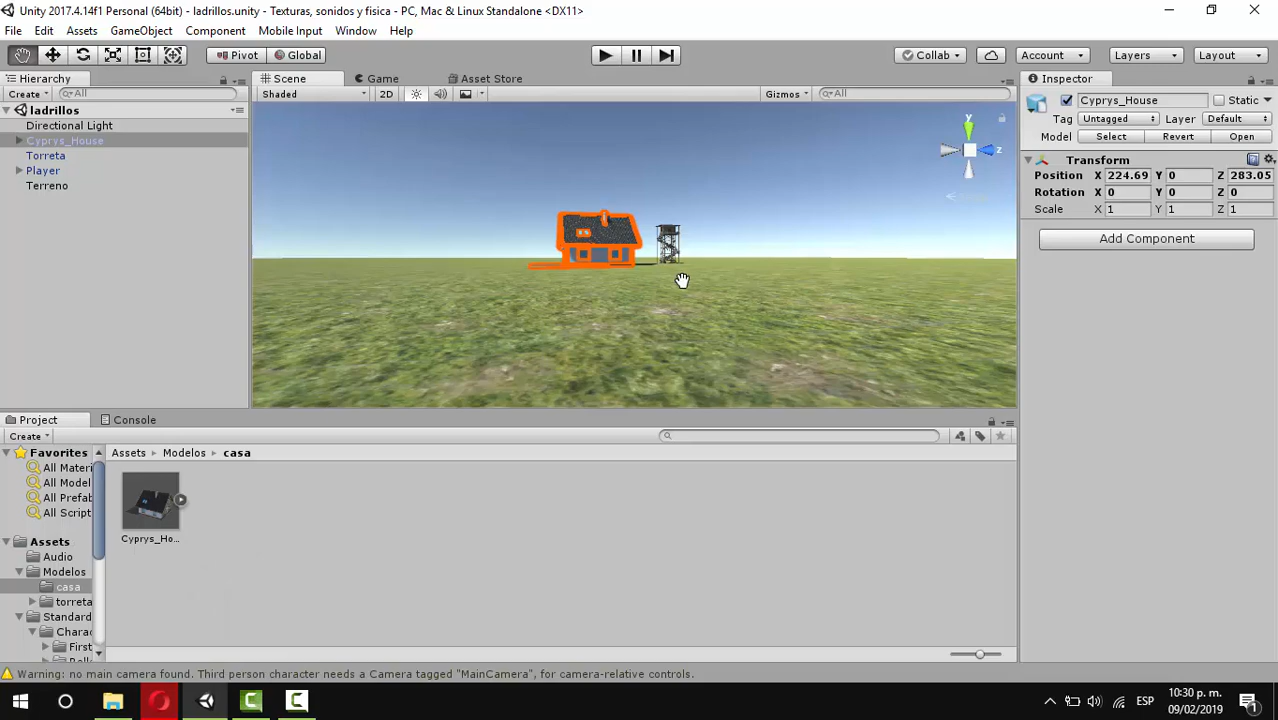 Unity 2017.4.14f1 Personal (64bit) - ladrillos.unity - Texturas, sonidos y fisica - PC, Mac & Linux Standalone <DX11>
File Edit Assets GameObject Component Mobile Input Window Help
Pivot Global Collab Account Layers Layout
Hierarchy Scene Game Asset Store Inspector
Create All Shaded 2D Gizmos All
Cyprys_House Static
ladrillos
Tag Untagged Layer Default
Directional Light
Cyprys_House
Model Select Revert Open
Torreta
Transform
Player
Position X 224.69 Y 0 Z 283.05
Terreno
Rotation X 0 Y 0 Z 0
Scale X 1 Y 1 Z 1
Add Component
y
z
Project Console
Create
Favorites
Assets Modelos casa
All Materi
All Model
All Prefab
All Script
Cyprys_Ho...
Assets
Audio
Modelos
casa
torreta
Standard
Charac
First
Warning: no main camera found. Third person character needs a Camera tagged "MainCamera", for camera-relative controls.
ESP
10:30 p. m.
09/02/2019
1